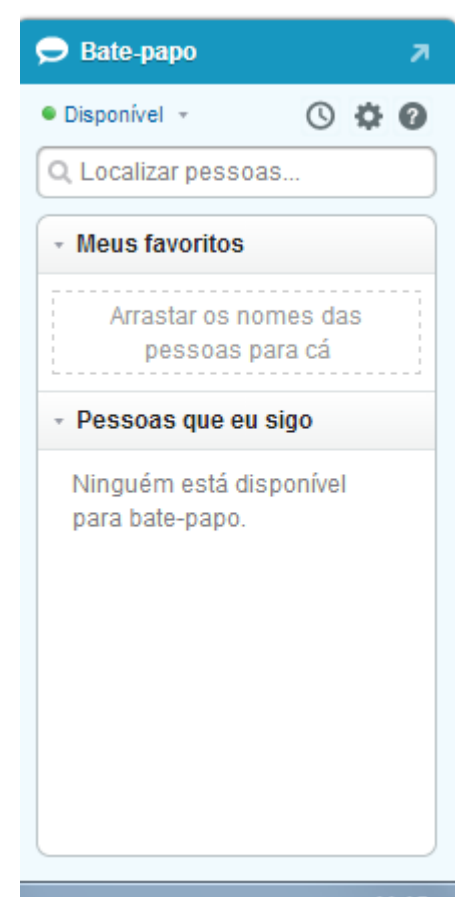 Bate-papo
Disponível
Localizar pessoas...
Meus favoritos
Arrastar os nomes das
pessoas para cá
Pessoas que eu sigo
Ninguém está disponível
para bate-papo.